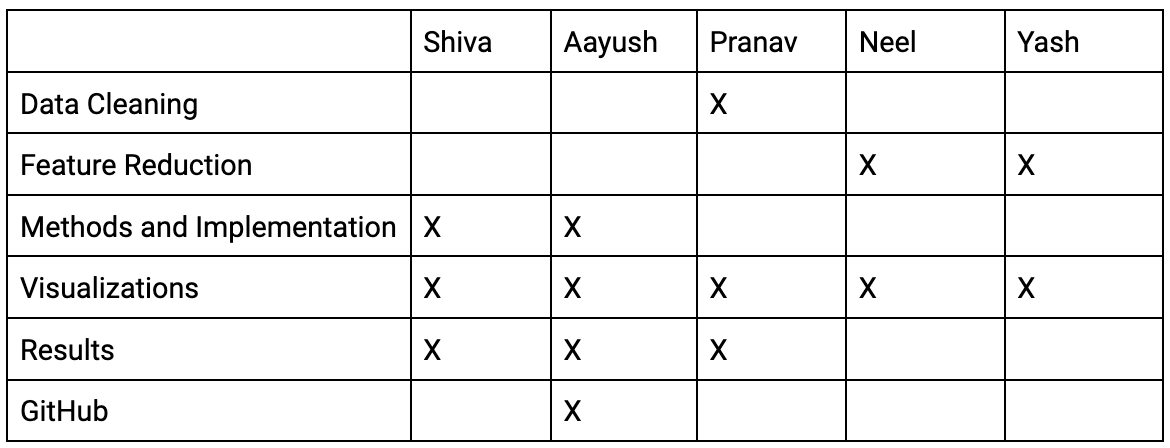 Shiva Aayush Pranav Neel Yash
Data Cleaning X
Feature Reduction X X
Methods and Implementation X X
Visualizations X X X X X
Results X X X
GitHub X